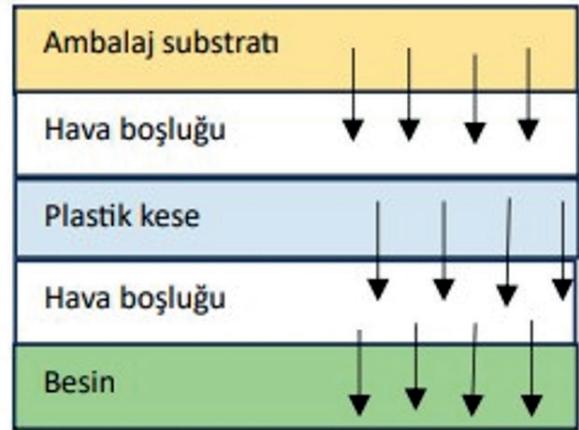 Ambalaj substratı
Hava boşluğu
Plastik kese
Hava boşluğu
Besin